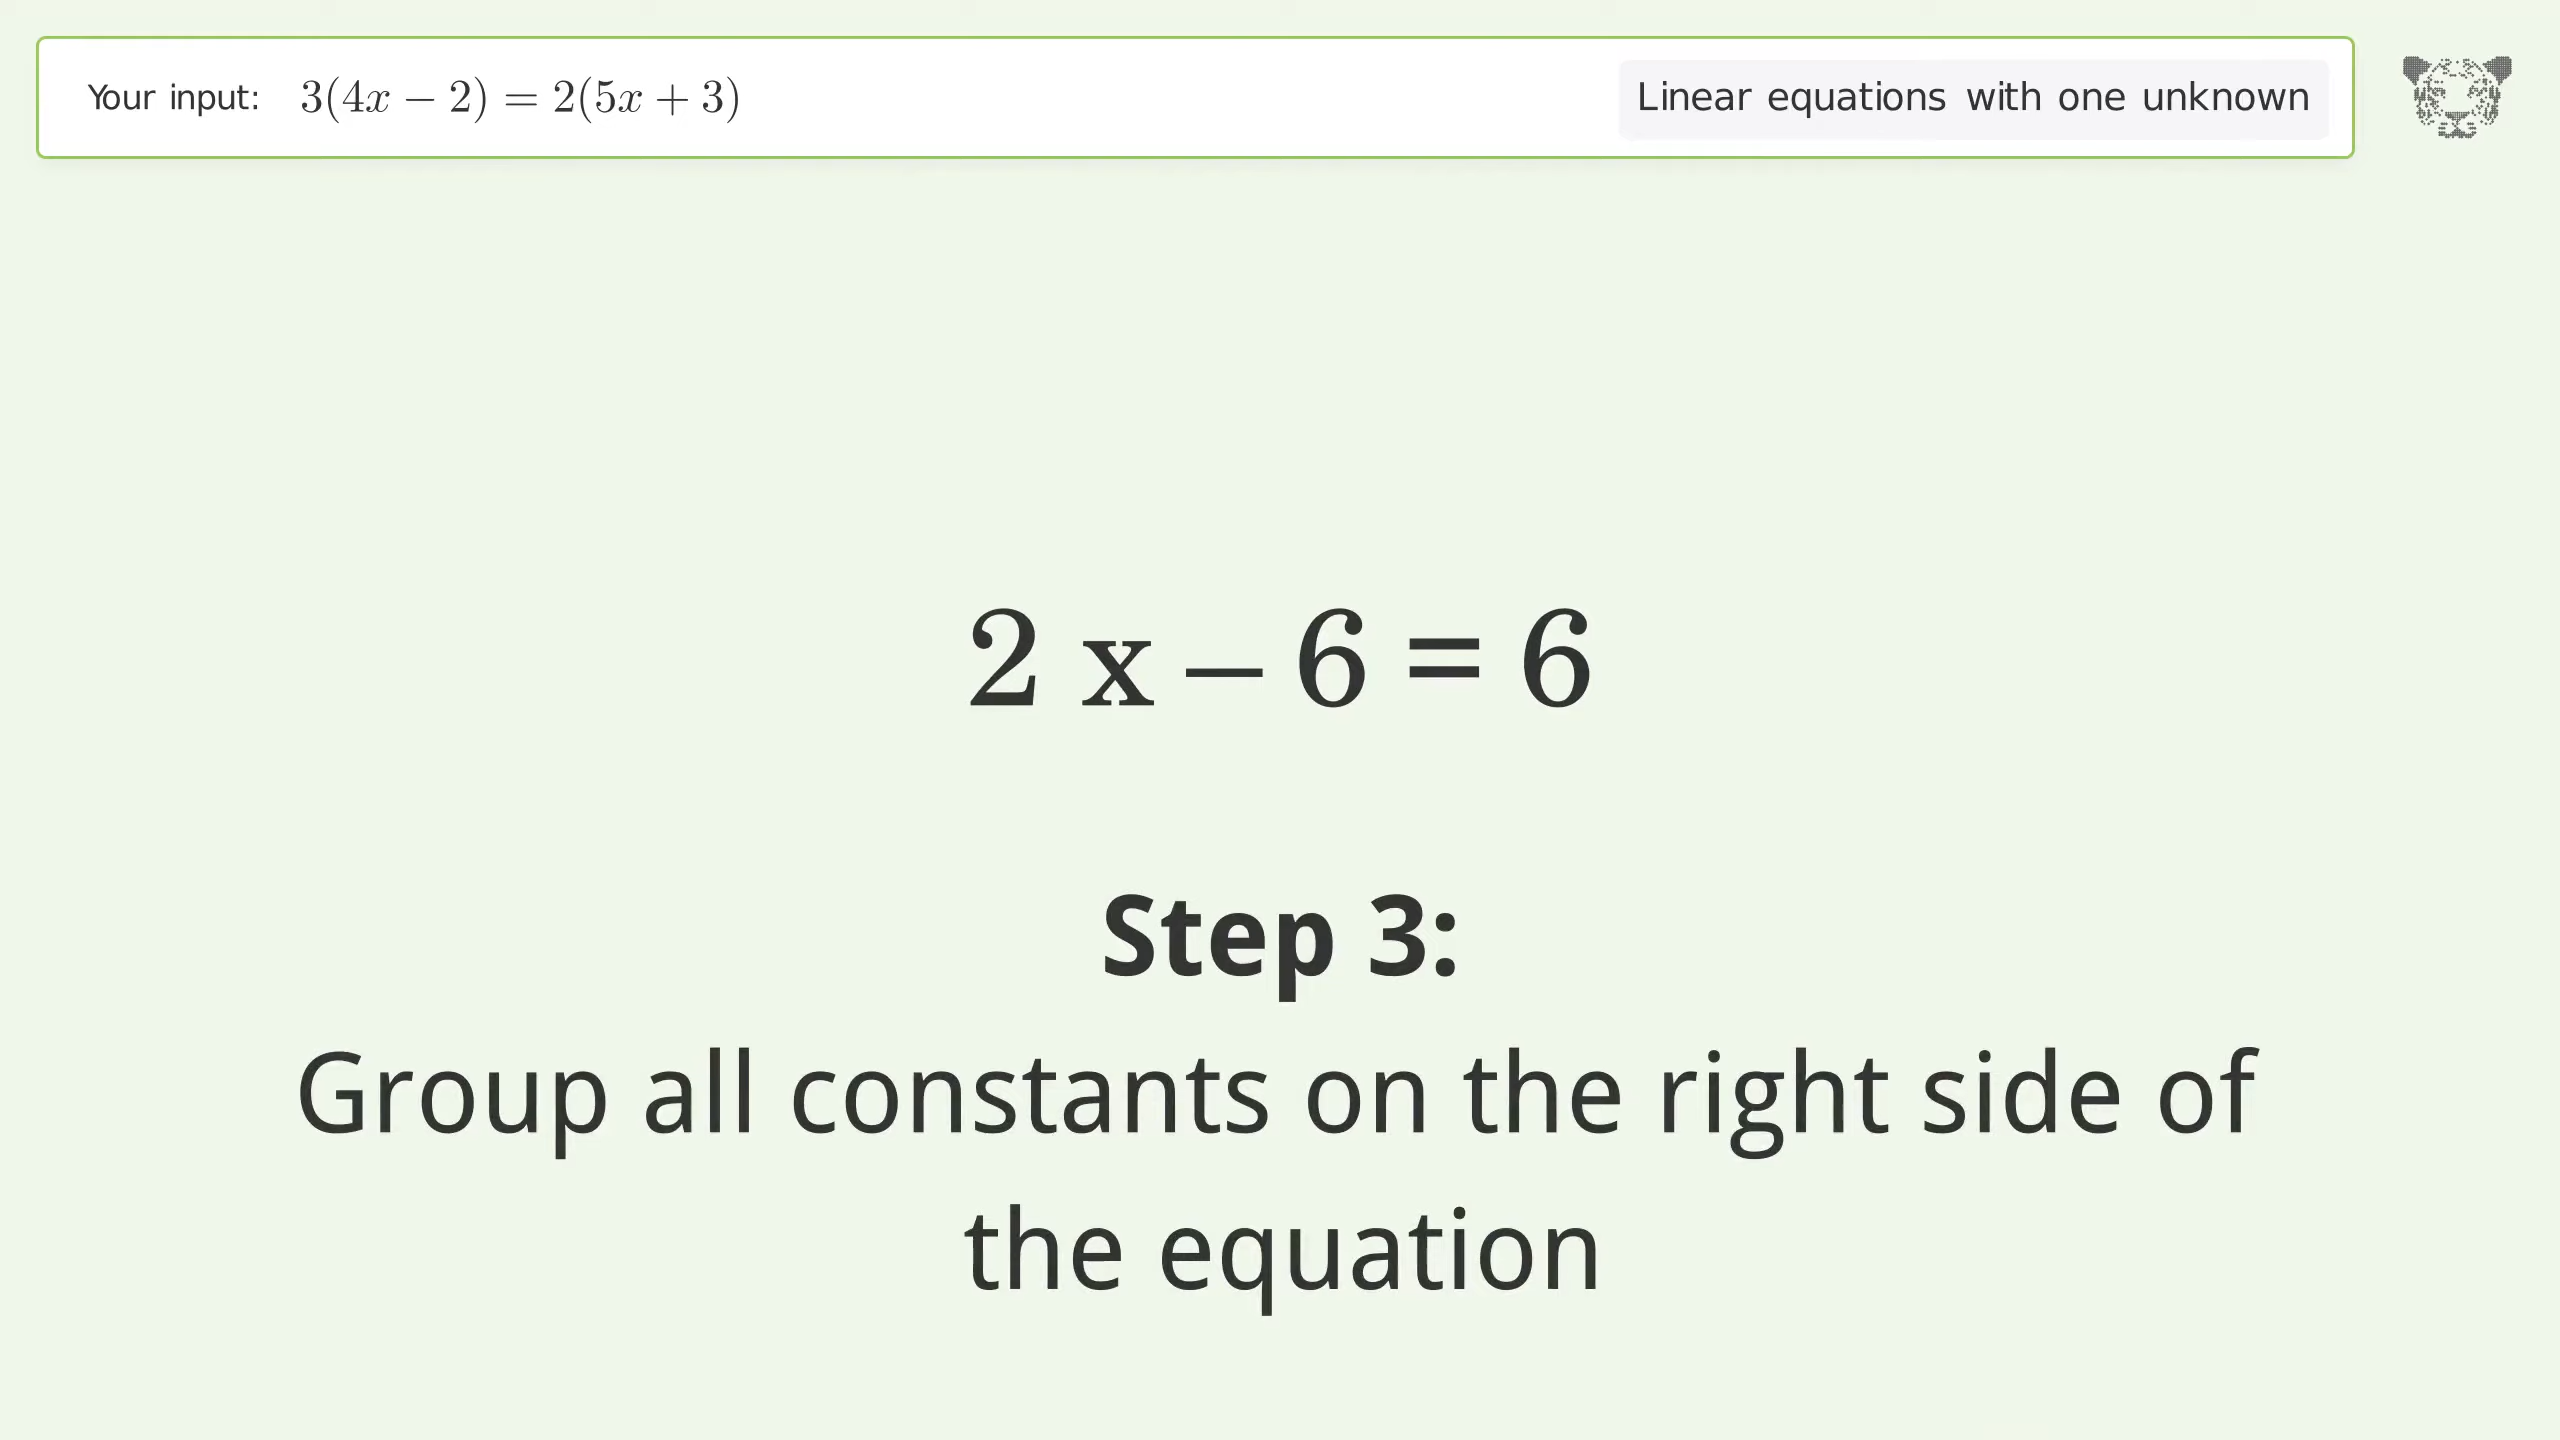 Your input: 3(4x − 2) = 2(5x + 3)
Linear equations with one unknown
2 x – 6 = 6
Step 3:
Group all constants on the right side of
the equation